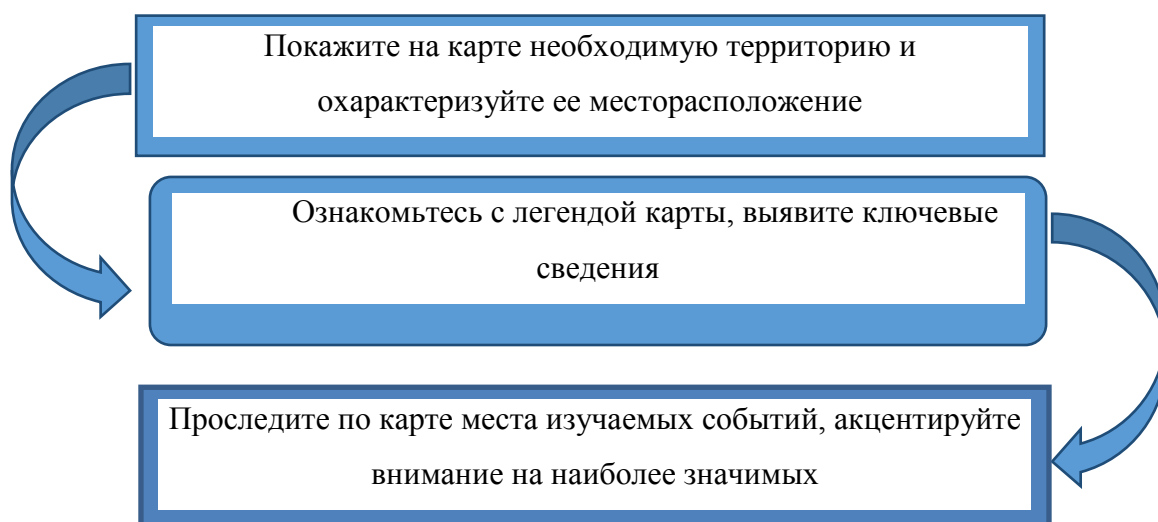 Покажите на карте необходимую территорию и
охарактеризуйте ее месторасположение
Ознакомьтесь с легендой карты, выявите ключевые
сведения
Проследите по карте места изучаемых событий, акцентируйте
внимание на наиболее значимых